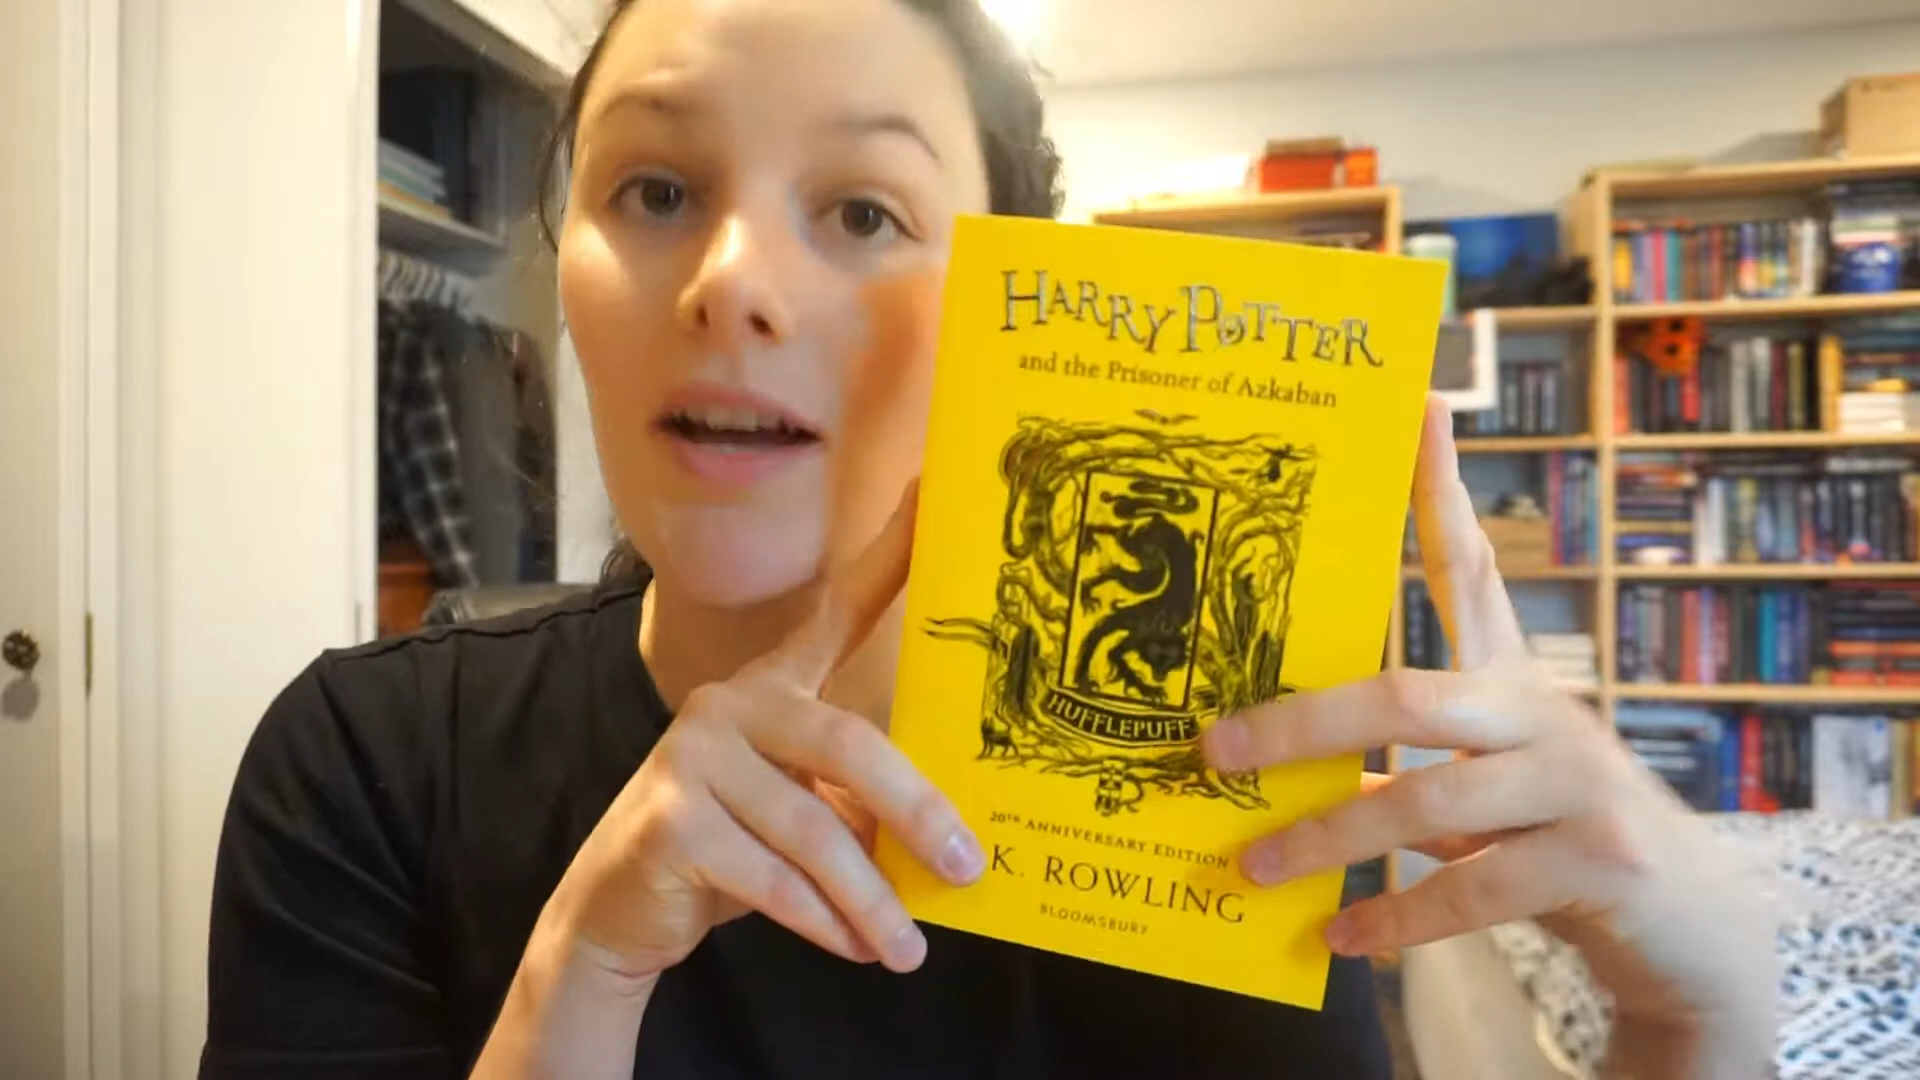 HARRY POTTER
and the Prisoner of Azkaban
HUFFLEPUFF
20TH ANNIVERSARY EDITION
K. ROWLING
BLOOMSBURY